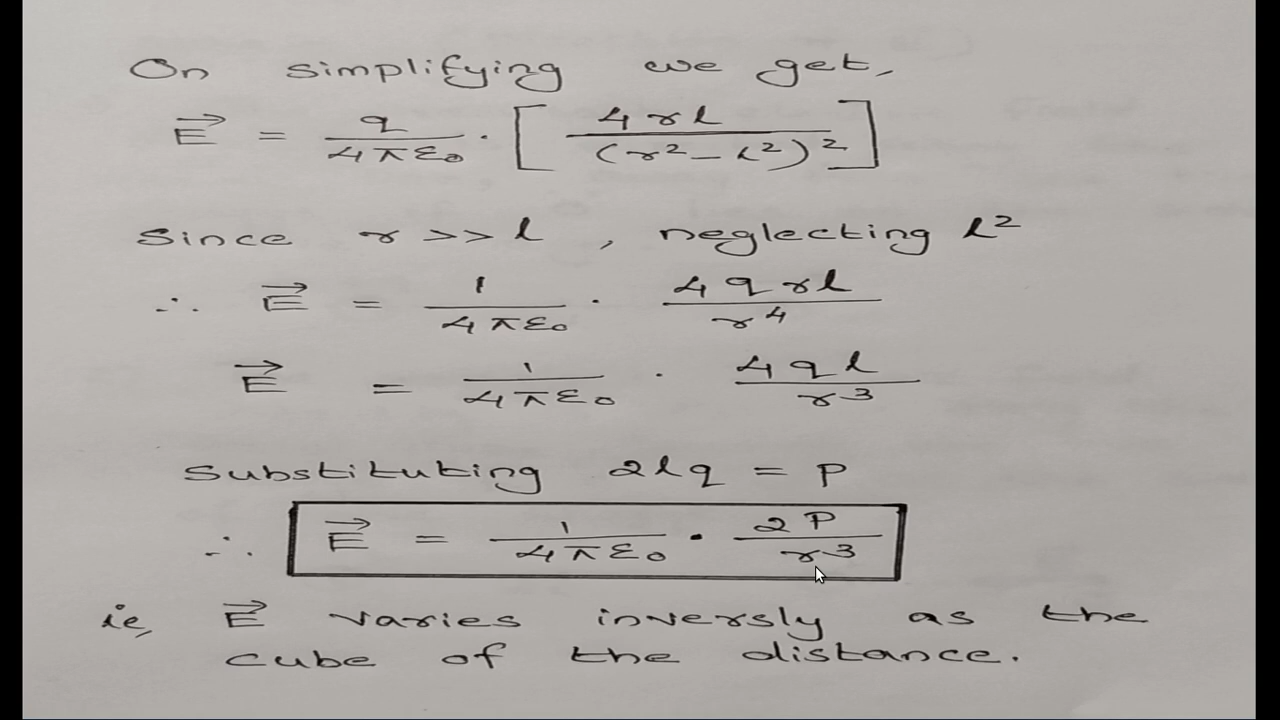 On simplifying we get,
E⃗ = q/4πε₀ · [ 4rl/(r² – l²)² ]
Since r >> l , neglecting l²
∴ E⃗ = 1/4πε₀ · 4qrl/r⁴
E⃗ = 1/4πε₀ · 4ql/r³
Substituting 2lq = P
∴ E⃗ = 1/4πε₀ · 2P/r³
ie, E⃗ varies inversly as the
cube of the distance.